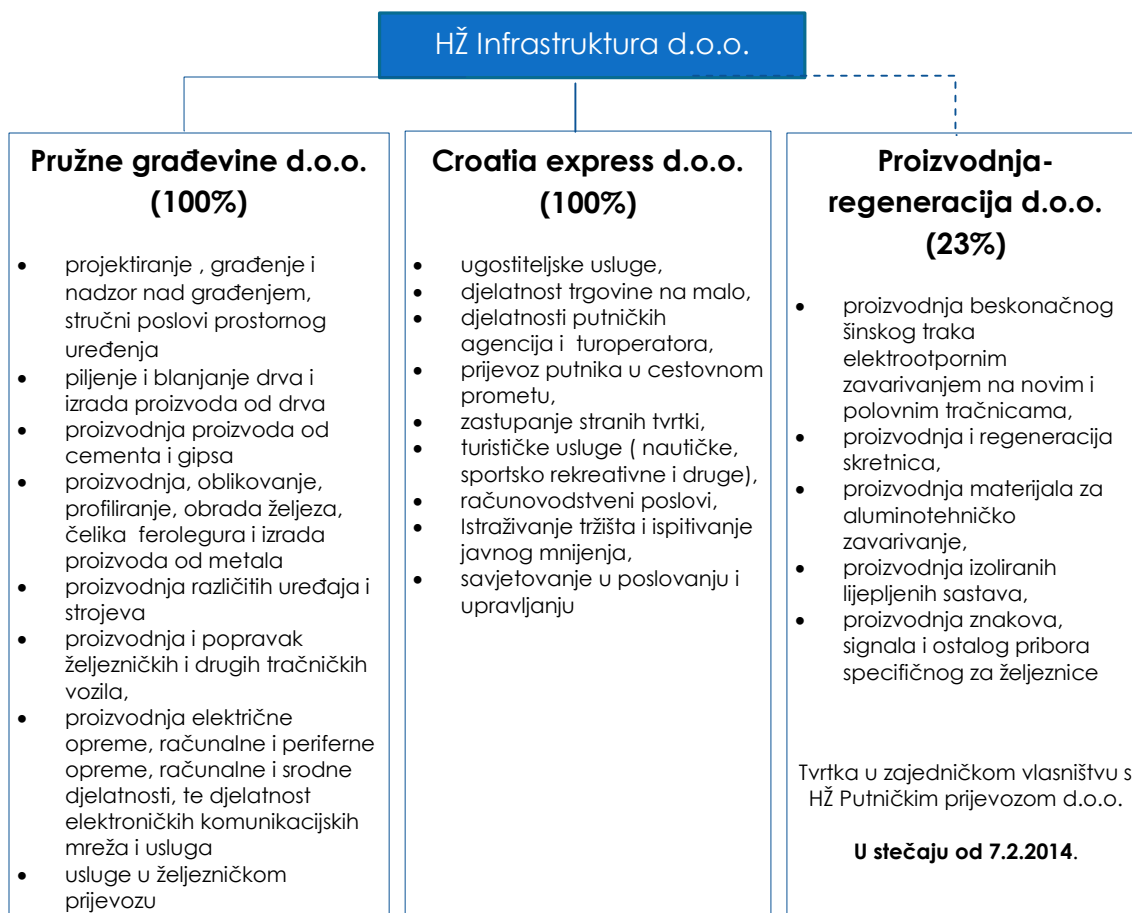 HŽ Infrastruktura d.o.o.
Pružne građevine d.o.o.
(100%)
• projektiranje , građenje i
nadzor nad građenjem,
stručni poslovi prostornog
uređenja
• piljenje i blanjanje drva i
izrada proizvoda od drva
• proizvodnja proizvoda od
cementa i gipsa
• proizvodnja, oblikovanje,
profiliranje, obrada željeza,
čelika ferolegura i izrada
proizvoda od metala
• proizvodnja različitih uređaja i
strojeva
• proizvodnja i popravak
željezničkih i drugih tračničkih
vozila,
• proizvodnja električne
opreme, računalne i periferne
opreme, računalne i srodne
djelatnosti, te djelatnost
elektroničkih komunikacijskih
mreža i usluga
• usluge u željezničkom
prijevozu
Croatia express d.o.o.
(100%)
• ugostiteljske usluge,
• djelatnost trgovine na malo,
• djelatnosti putničkih
agencija i turoperatora,
• prijevoz putnika u cestovnom
prometu,
• zastupanje stranih tvrtki,
• turističke usluge ( nautičke,
sportsko rekreativne i druge),
• računovodstveni poslovi,
• Istraživanje tržišta i ispitivanje
javnog mnijenja,
• savjetovanje u poslovanju i
upravljanju
Proizvodnja-
regeneracija d.o.o.
(23%)
• proizvodnja beskonačnog
šinskog traka
elektrootpornim
zavarivanjem na novim i
polovnim tračnicama,
• proizvodnja i regeneracija
skretnica,
• proizvodnja materijala za
aluminotehničko
zavarivanje,
• proizvodnja izoliranih
lijepljenih sastava,
• proizvodnja znakova,
signala i ostalog pribora
specifičnog za željeznice
Tvrtka u zajedničkom vlasništvu s
HŽ Putničkim prijevozom d.o.o.
U stečaju od 7.2.2014.